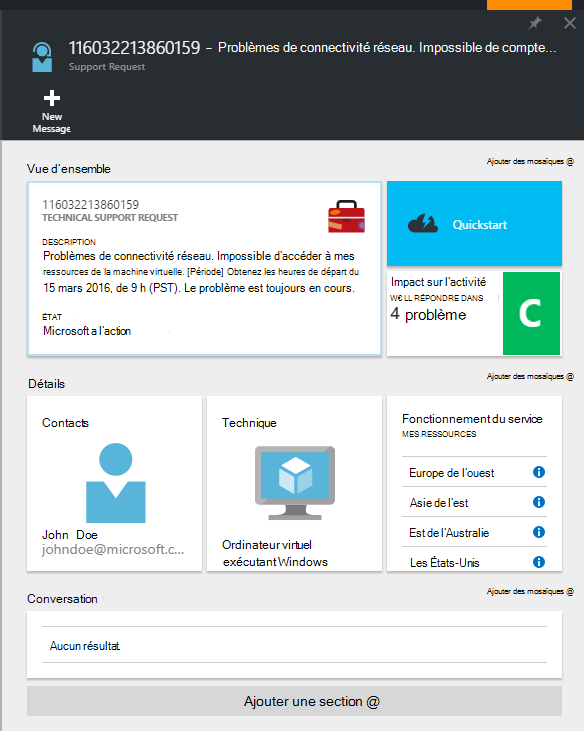 116032213860159 - Problèmes de connectivité réseau. Impossible de compte...
Support Request
New
Message
Ajouter des mosaïques @
Vue d'ensemble
116032213860159
TECHNICAL SUPPORT REQUEST
DESCRIPTION
Problèmes de connectivité réseau. Impossible d'accéder à mes
ressources de la machine virtuelle. [Période] Obtenez les heures de départ du
15 mars 2016, de 9 h (PST). Le problème est toujours en cours.
ÉTAT
Microsoft a l'action
Quickstart
Impact sur l'activité
W€ LL RÉPONDRE DANS
4 problème
C
Ajouter des mosaïques @
Détails
Contacts
John Doe
johndoe@microsoft.c...
Technique
Ordinateur virtuel
exécutant Windows
Fonctionnement du service
MES RESSOURCES
Europe de l'ouest
Asie de l'est
Est de l'Australie
Les États-Unis
Ajouter des mosaïques @
Conversation
Aucun résultat.
Ajouter une section @